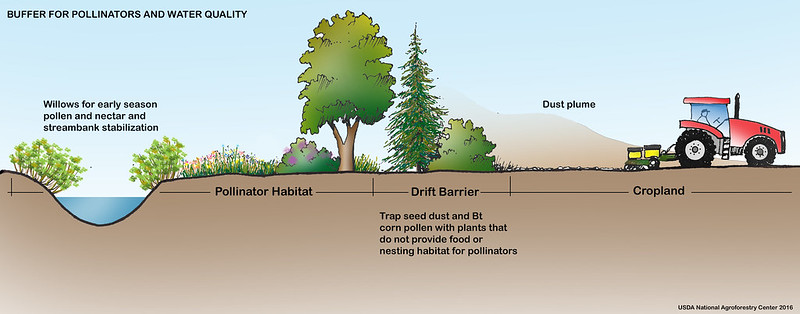 BUFFER FOR POLLINATORS AND WATER QUALITY
Willows for early season
pollen and nectar and
streambank stabilization
Dust plume
Pollinator Habitat
Drift Barrier
Cropland
Trap seed dust and Bt
corn pollen with plants that
do not provide food or
nesting habitat for pollinators
USDA National Agroforestry Center 2016